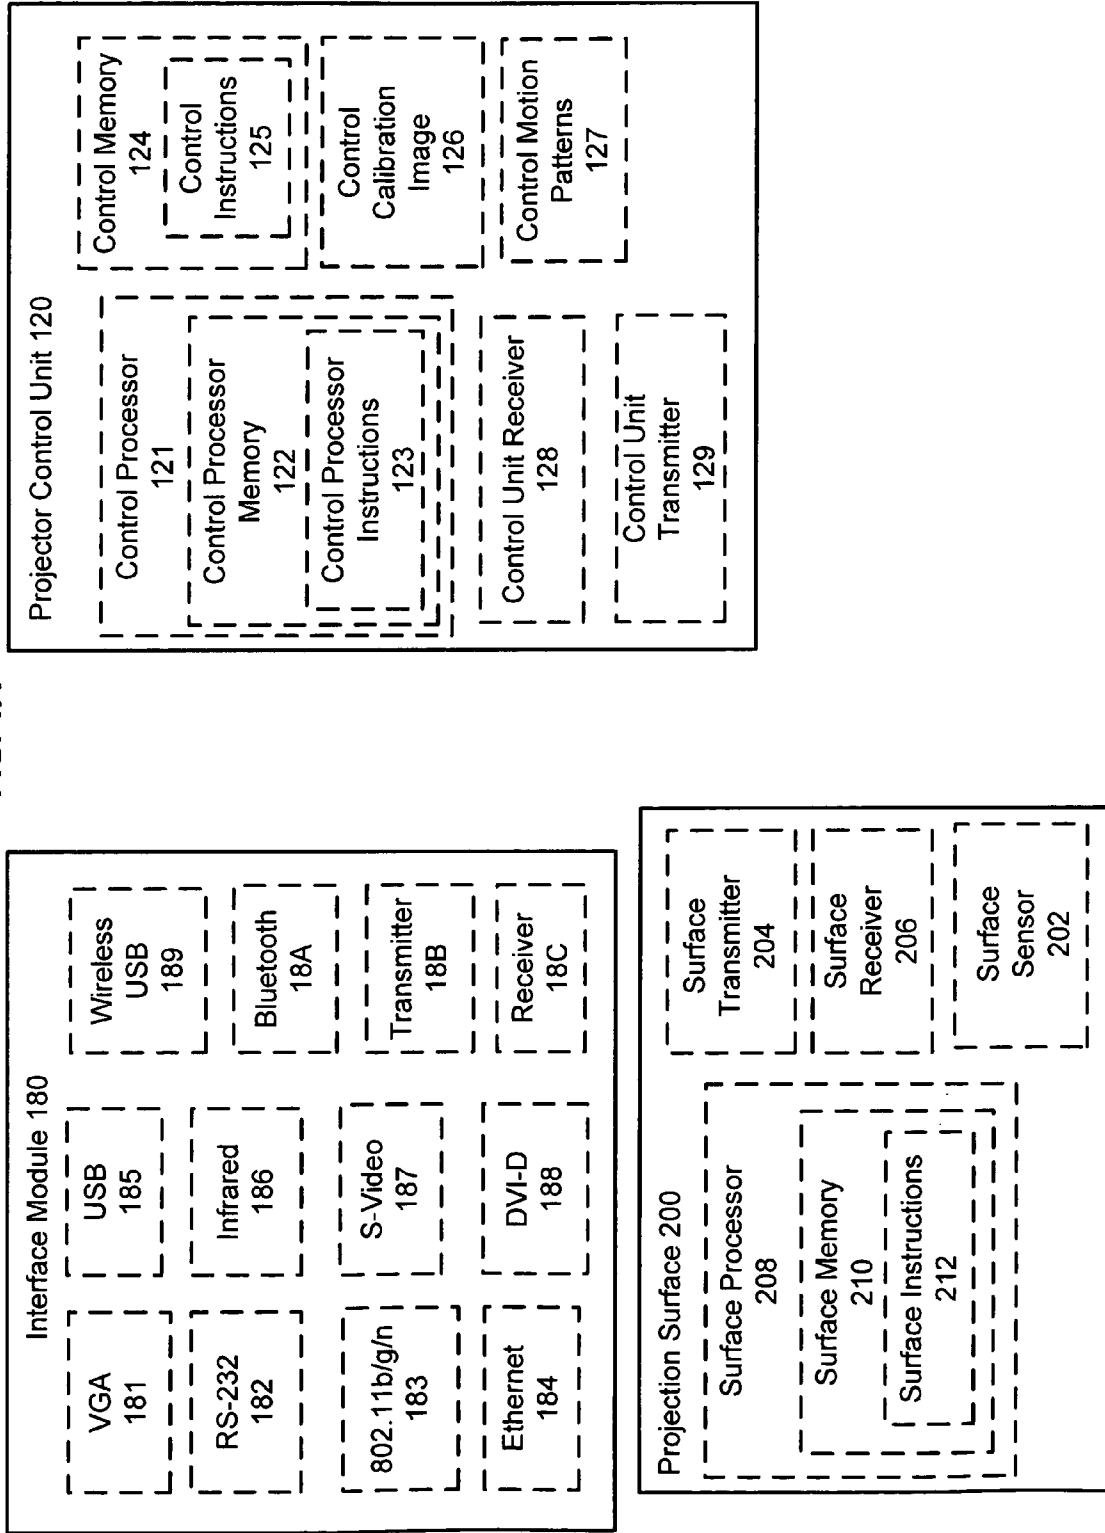 Interface Module 180
VGA
181
RS-232
182
802.11b/g/n
183
Ethernet
184
USB
185
Infrared
186
S-Video
187
DVI-D
188
Wireless
USB
189
Bluetooth
18A
Transmitter
18B
Receiver
18C
Projector Control Unit 120
Control Processor
121
Control Processor
Memory
122
Control Processor
Instructions
123
Control Unit Receiver
128
Control Unit
Transmitter
129
Control Memory
124
Control
Instructions
125
Control
Calibration
Image
126
Control Motion
Patterns
127
Projection Surface 200
Surface Processor
208
Surface Memory
210
Surface Instructions
212
Surface
Transmitter
204
Surface
Receiver
206
Surface
Sensor
202